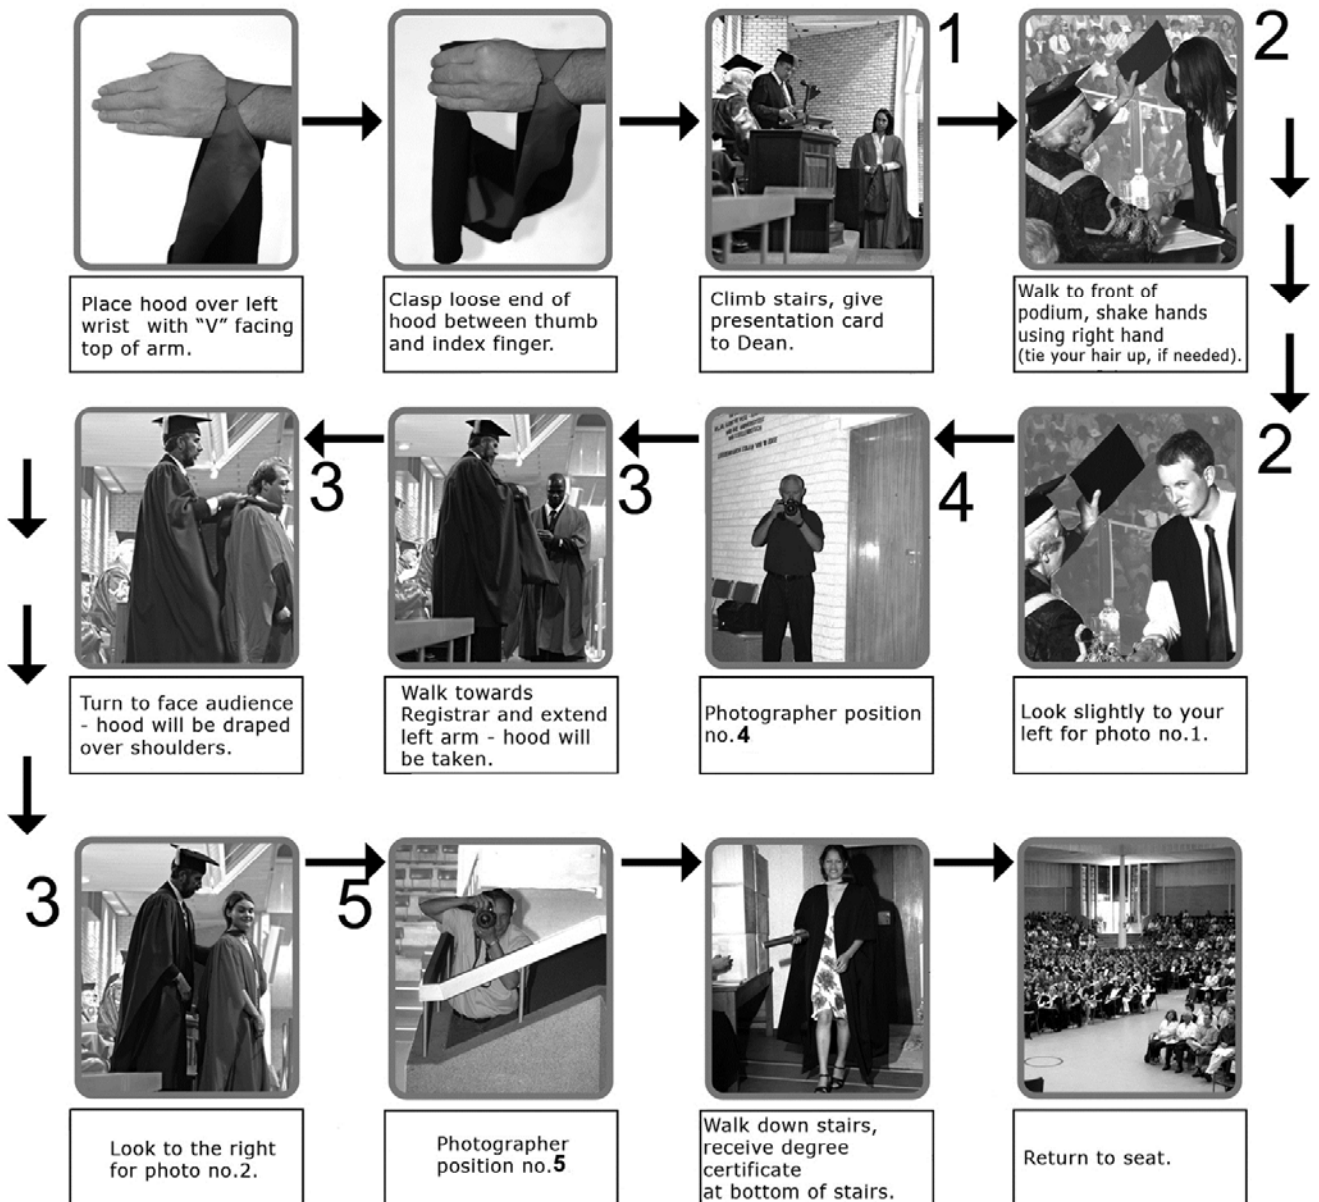 1
2
Place hood over left
wrist with "V" facing
top of arm.
Clasp loose end of
hood between thumb
and index finger.
Climb stairs, give
presentation card
to Dean.
Walk to front of
podium, shake hands
using right hand
(tie your hair up, if needed).
3
3
4
2
Turn to face audience
- hood will be draped
over shoulders.
Walk towards
Registrar and extend
left arm - hood will
be taken.
Photographer position
no.4
Look slightly to your
left for photo no.1.
3
5
Look to the right
for photo no.2.
Photographer
position no.5
Walk down stairs,
receive degree
certificate
at bottom of stairs.
Return to seat.